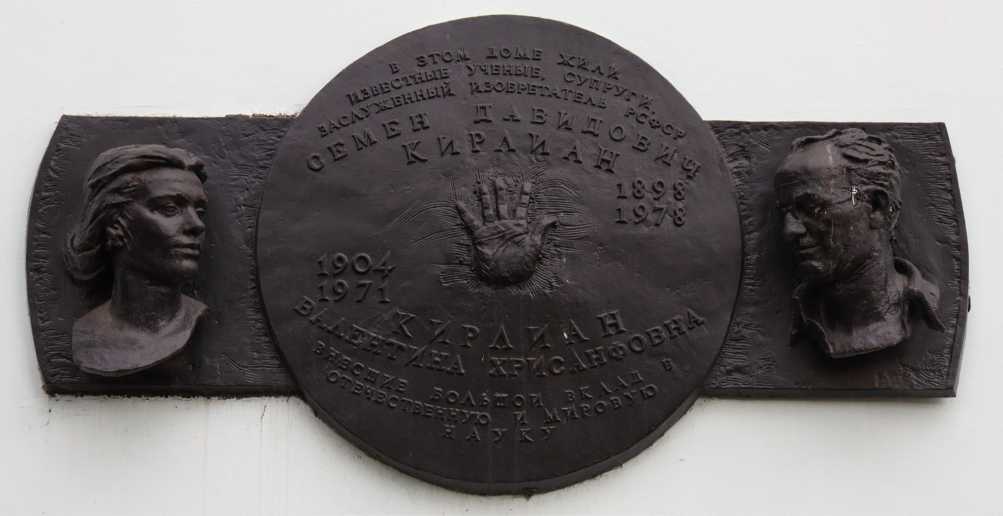 В ЭТОМ ДОМЕ ЖИЛИ
ИЗВЕСТНЫЕ УЧЕНЫЕ, СУПРУГИ.
ЗАСЛУЖЕННЫЙ ИЗОБРЕТАТЕЛЬ РСФСР
СЕМЕН ДАВИДОВИЧ
КИРЛИАН
1898
1978
1904
1971
КИРЛИАН
ВАЛЕНТИНА ХРИСАНФОВНА
ВНЕСШИЕ БОЛЬШОЙ ВКЛАД В
ОТЕЧЕСТВЕННУЮ И МИРОВУЮ
НАУКУ